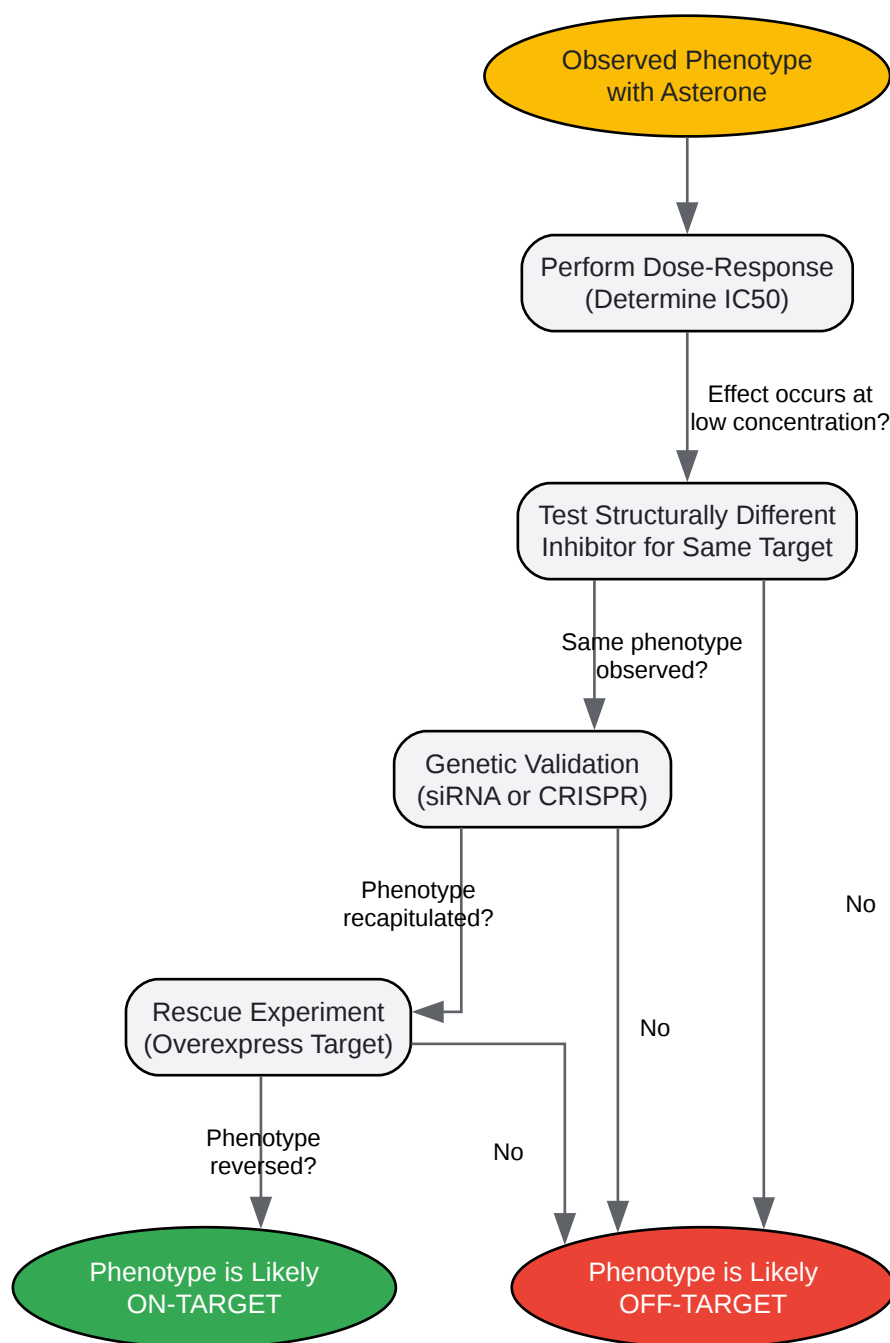 Observed Phenotype
with Asterone
Perform Dose-Response
(Determine IC50)
Effect occurs at
low concentration?
Test Structurally Different
Inhibitor for Same Target
Same phenotype
observed?
Genetic Validation
(siRNA or CRISPR)
Phenotype
recapitulated?
No
Rescue Experiment
(Overexpress Target)
No
Phenotype
reversed?
No
Phenotype is Likely
ON-TARGET
Phenotype is Likely
OFF-TARGET